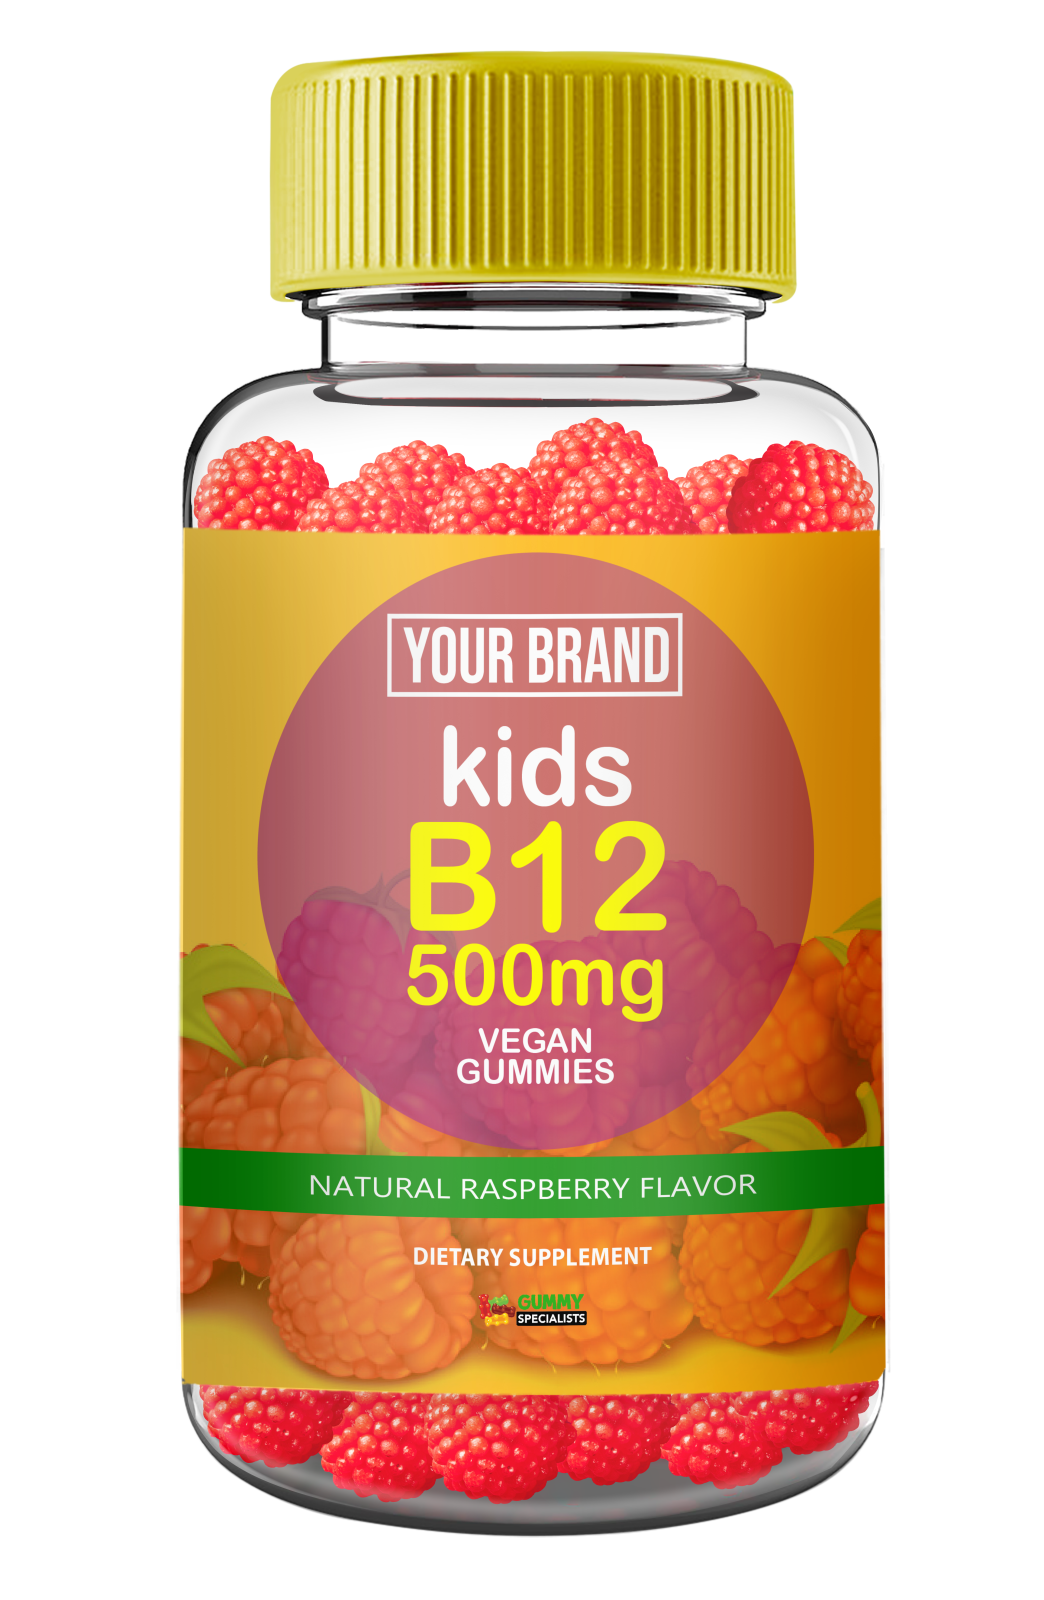 YOUR BRAND
kids
B12
500mg
VEGAN
GUMMIES
NATURAL RASPBERRY FLAVOR
DIETARY SUPPLEMENT
GUMMY
SPECIALISTS